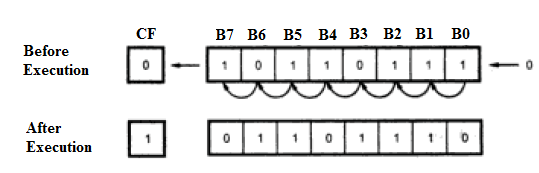 CF B7 B6 B5 B4 B3 B2 B1 B0
Before
Execution
0 1 0 1 1 0 1 1 1 0
After
Execution
1 0 1 1 0 1 1 1 0